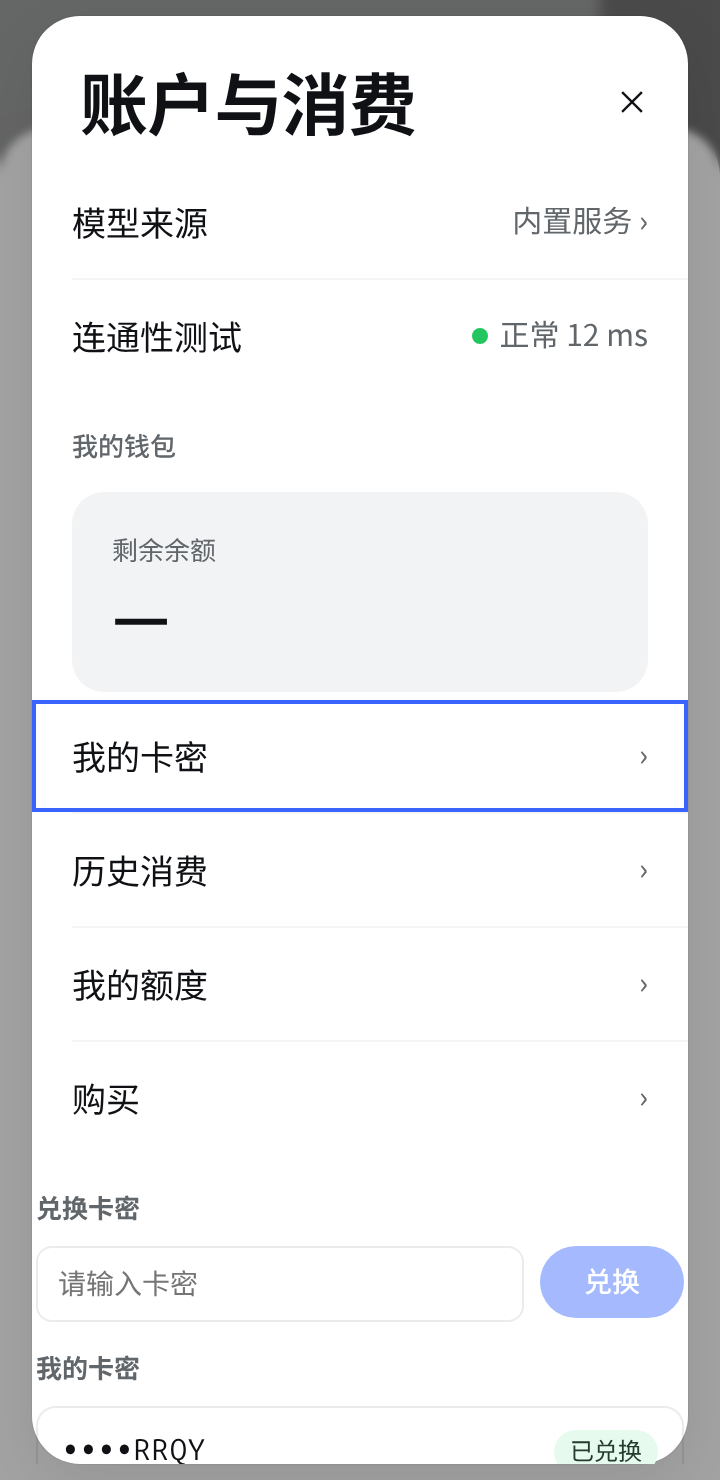 账户与消费
模型来源 内置服务 ›
连通性测试 正常 12 ms
我的钱包
剩余余额
—
我的卡密 ›
历史消费 ›
我的额度 ›
购买 ›
兑换卡密
请输入卡密 兑换
我的卡密
••••RRQY 已兑换